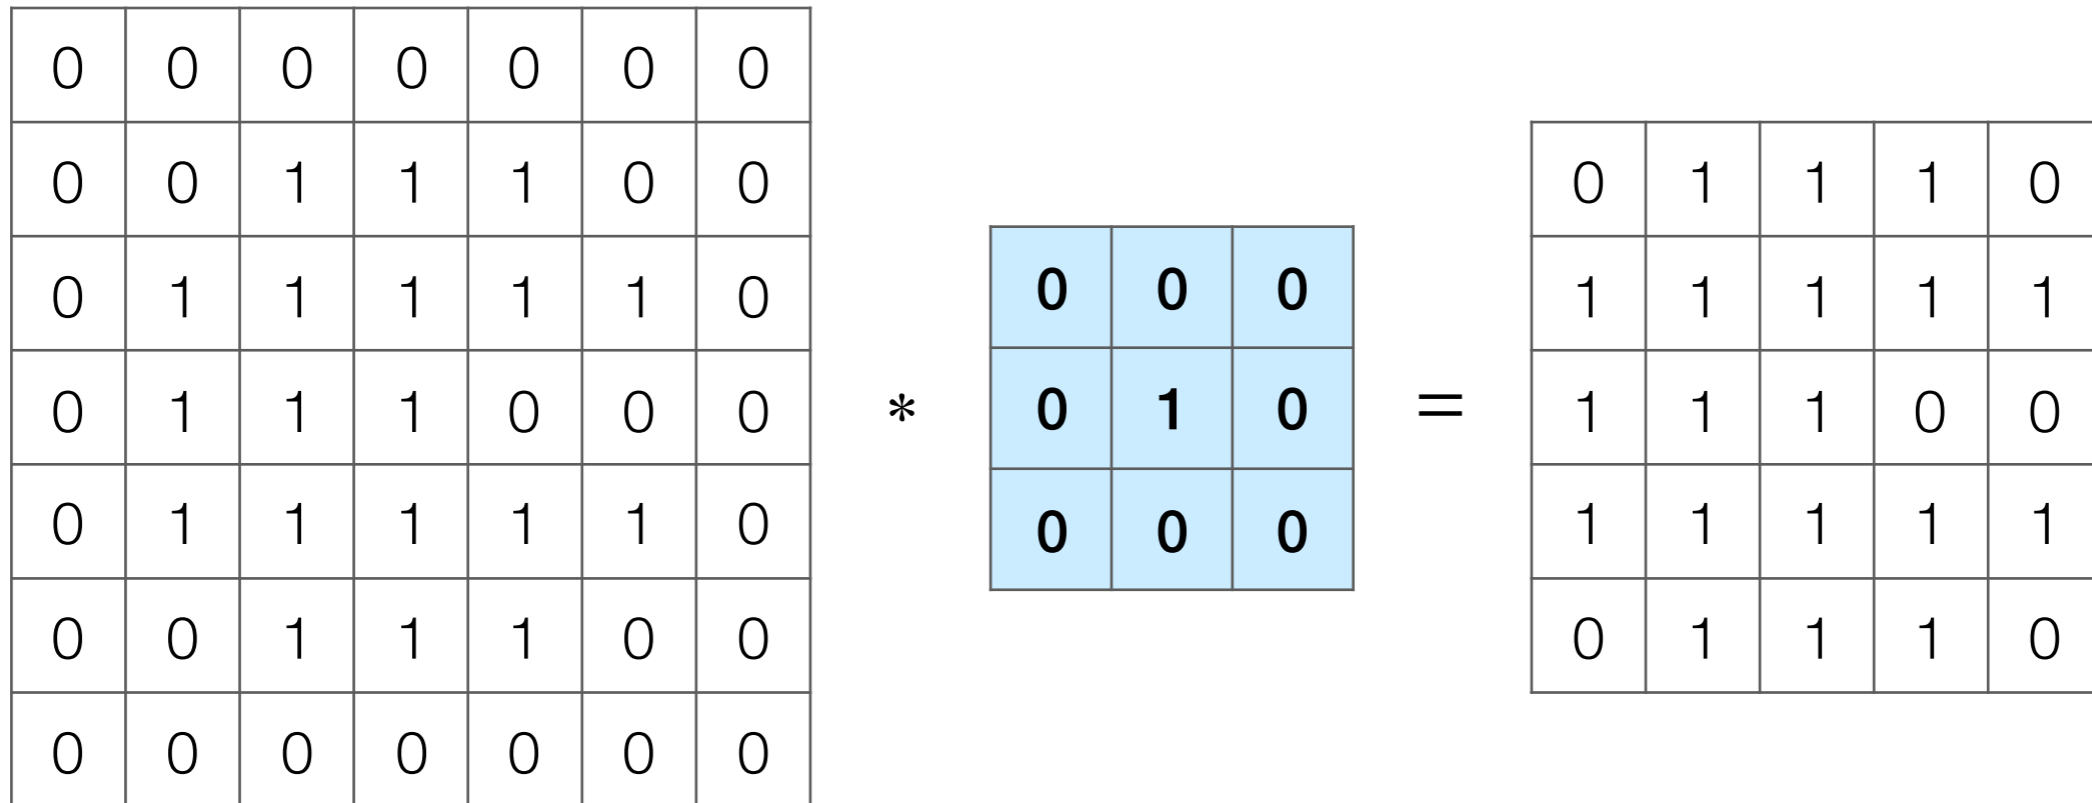 0 0 0 0 0 0 0
0 0 1 1 1 0 0
0 1 1 1 1 1 0
0 1 1 1 0 0 0
0 1 1 1 1 1 0
0 0 1 1 1 0 0
0 0 0 0 0 0 0
*
0 0 0
0 1 0
0 0 0
=
0 1 1 1 0
1 1 1 1 1
1 1 1 0 0
1 1 1 1 1
0 1 1 1 0